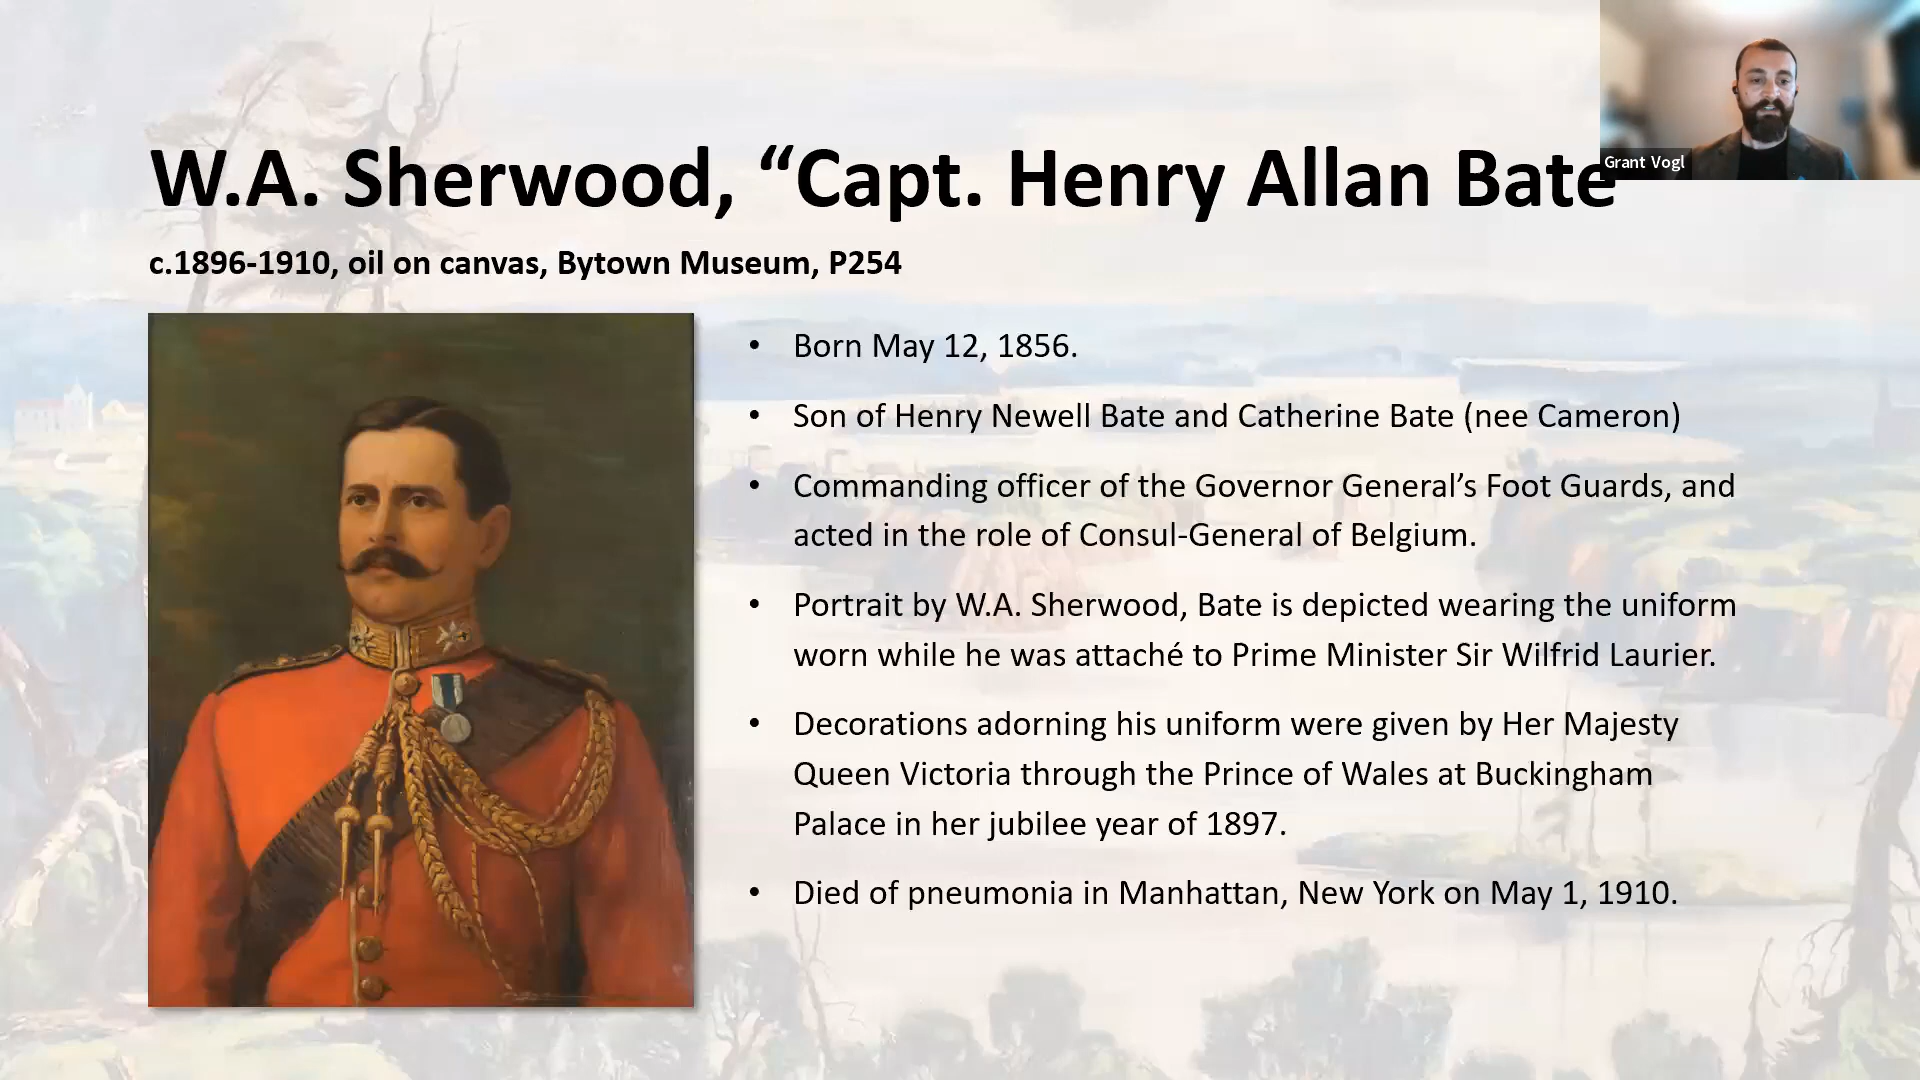 W.A. Sherwood, “Capt. Henry Allan Bate
Grant Vogl
c.1896-1910, oil on canvas, Bytown Museum, P254
• Born May 12, 1856.
• Son of Henry Newell Bate and Catherine Bate (nee Cameron)
• Commanding officer of the Governor General’s Foot Guards, and
acted in the role of Consul-General of Belgium.
• Portrait by W.A. Sherwood, Bate is depicted wearing the uniform
worn while he was attaché to Prime Minister Sir Wilfrid Laurier.
• Decorations adorning his uniform were given by Her Majesty
Queen Victoria through the Prince of Wales at Buckingham
Palace in her jubilee year of 1897.
• Died of pneumonia in Manhattan, New York on May 1, 1910.